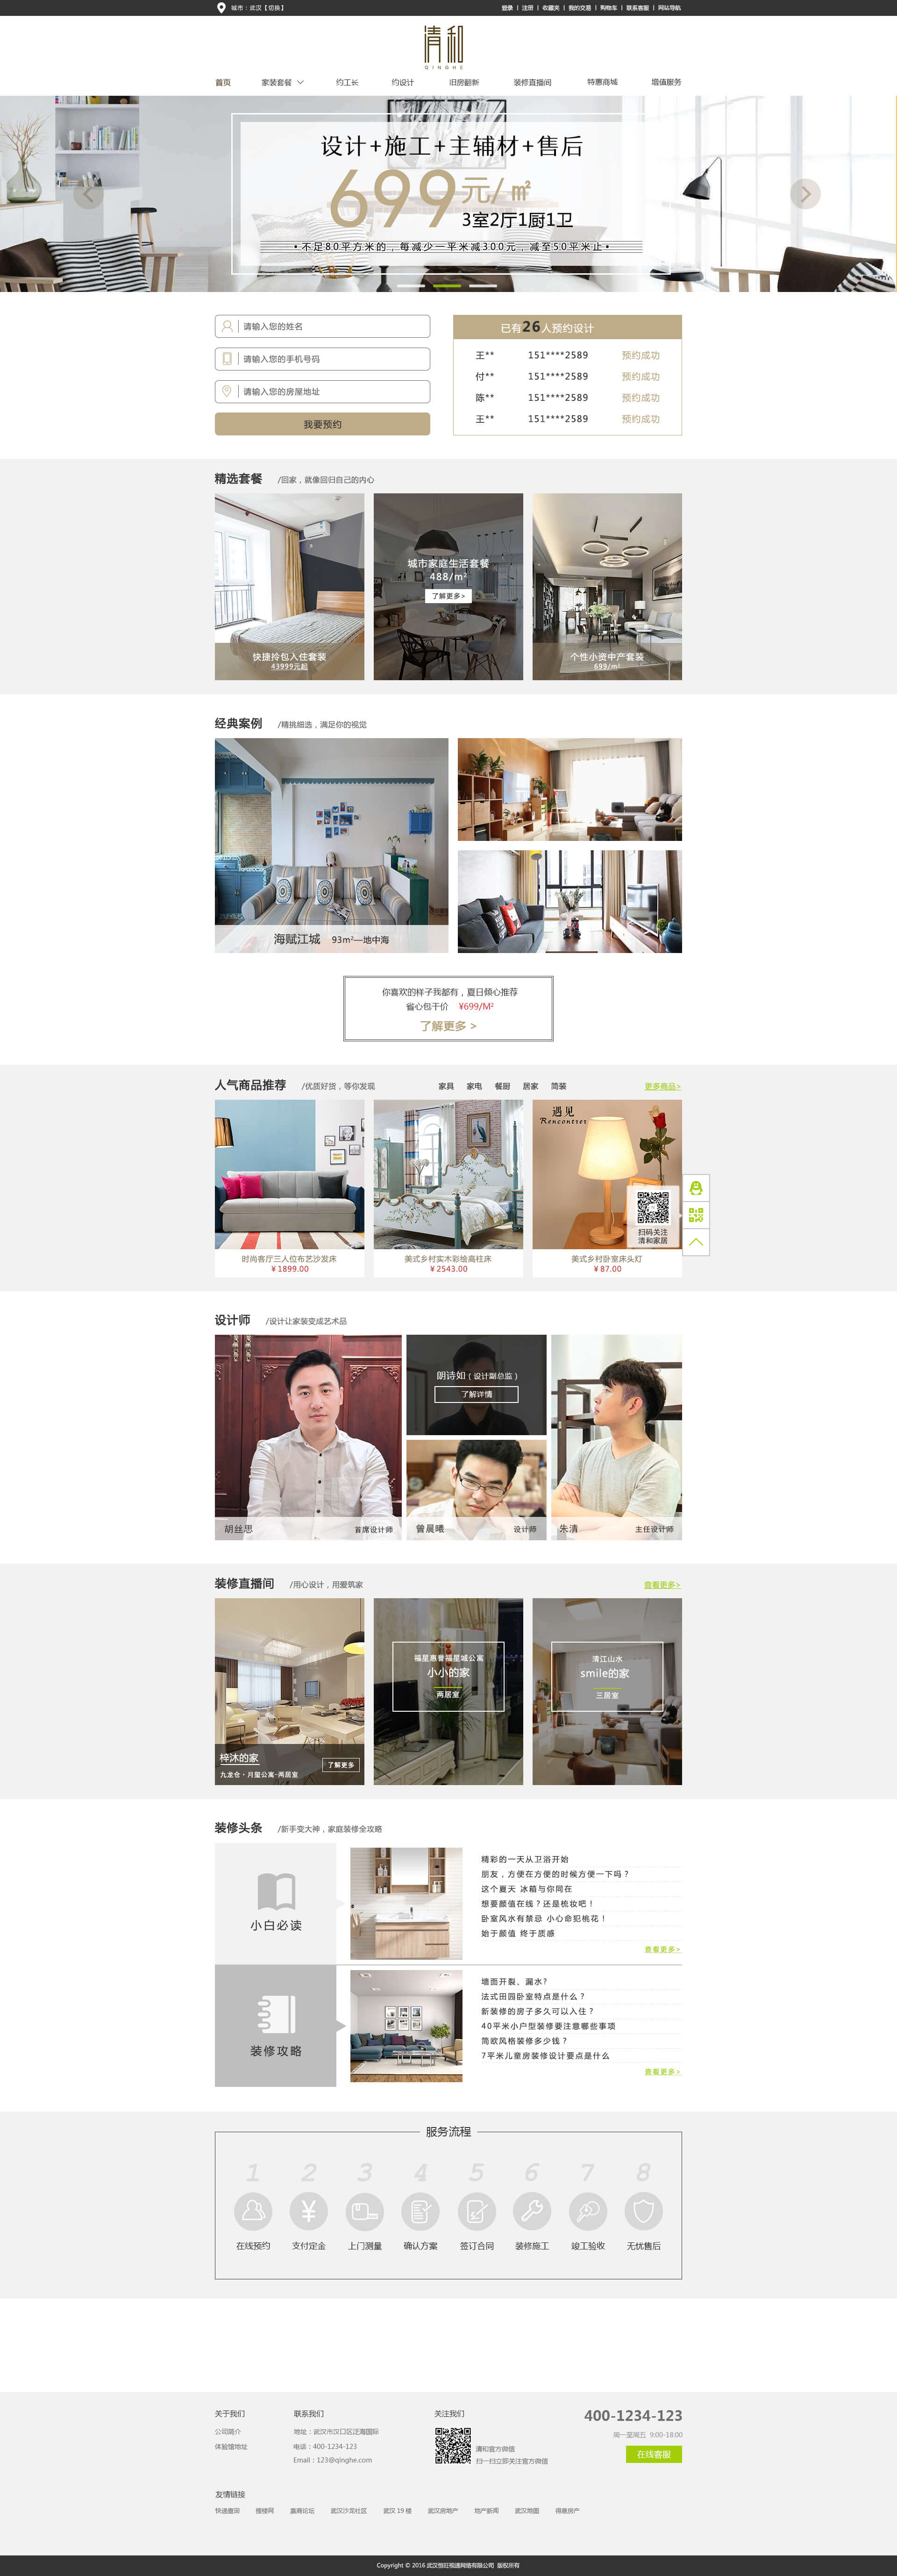 城市：武汉【切换】
登录 | 注册 | 收藏夹 | 我的交易 | 购物车 | 联系客服 | 网站导航
清和
QINGHE
首页 家装套餐 约工长 约设计 旧房翻新 装修直播间 特惠商城 增值服务
设计+施工+主辅材+售后
699元/㎡
3室2厅1厨1卫
•不足80平方米的，每减少一平米减300元，减至50平米止•
请输入您的姓名
请输入您的手机号码
请输入您的房屋地址
我要预约
已有26人预约设计
王** 151****2589 预约成功
付** 151****2589 预约成功
陈** 151****2589 预约成功
王** 151****2589 预约成功
精选套餐 /回家，就像回归自己的内心
快捷拎包入住套装
43999元起
城市家庭生活套餐
488/m²
了解更多>
个性小资中产套装
699/m²
经典案例 /精挑细选，满足你的视觉
海赋江城 93m²—地中海
你喜欢的样子我都有，夏日倾心推荐
省心包干价 ¥699/M²
了解更多 >
人气商品推荐 /优质好货，等你发现 家具 家电 餐厨 居家 简装 更多商品>
遇见
Rencontrer
扫码关注
清和家居
时尚客厅三人位布艺沙发床
¥1899.00
美式乡村实木彩绘高柱床
¥2543.00
美式乡村卧室床头灯
¥87.00
设计师 /设计让家装变成艺术品
胡丝思 首席设计师
朗诗如（设计副总监）
了解详情
曾晨曦 设计师
朱清 主任设计师
装修直播间 /用心设计，用爱筑家 查看更多>
梓沐的家
九龙仓·月玺公寓-两居室
了解更多
福星惠誉福星城公寓
小小的家
两居室
清江山水
smile的家
三居室
装修头条 /新手变大神，家庭装修全攻略
小白必读
精彩的一天从卫浴开始
朋友，方便在方便的时候方便一下吗？
这个夏天 冰箱与你同在
想要颜值在线？还是梳妆吧！
卧室风水有禁忌 小心命犯桃花！
始于颜值 终于质感
查看更多>
装修攻略
墙面开裂、漏水?
法式田园卧室特点是什么？
新装修的房子多久可以入住？
40平米小户型装修要注意哪些事项
简欧风格装修多少钱？
7平米儿童房装修设计要点是什么
查看更多>
服务流程
1 2 3 4 5 6 7 8
在线预约 支付定金 上门测量 确认方案 签订合同 装修施工 竣工验收 无忧售后
关于我们
公司简介
体验馆地址
联系我们
地址：武汉市汉口区泛海国际
电话：400-1234-123
Email：123@qinghe.com
关注我们
清和官方微信
扫一扫立即关注官方微信
400-1234-123
周一至周五 9:00-18:00
在线客服
友情链接
快递查询 搜楼网 赢商论坛 武汉沙龙社区 武汉 19 楼 武汉房地产 地产新闻 武汉地图 得意房产
Copyright © 2016 武汉恒旺视通网络有限公司 版权所有